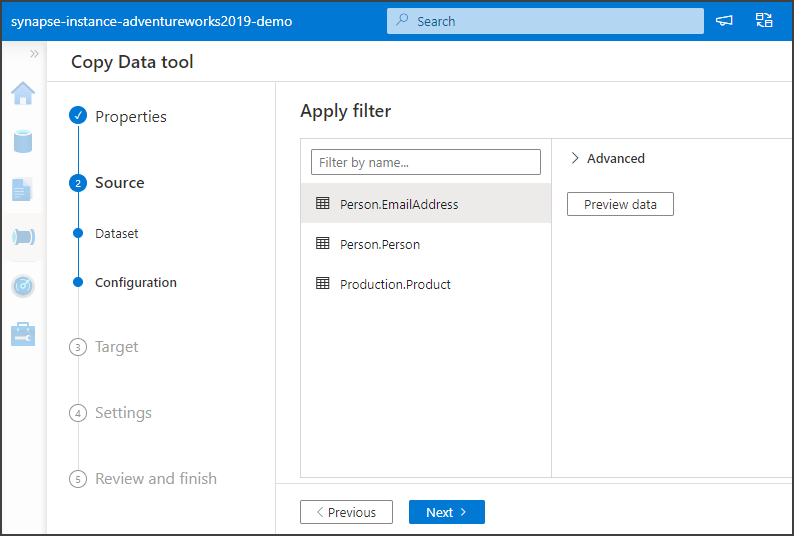 synapse-instance-adventureworks2019-demo
Search
Copy Data tool
Properties
2 Source
Dataset
Configuration
3 Target
4 Settings
5 Review and finish
Apply filter
Filter by name...
Person.EmailAddress
Person.Person
Production.Product
Advanced
Preview data
Previous
Next